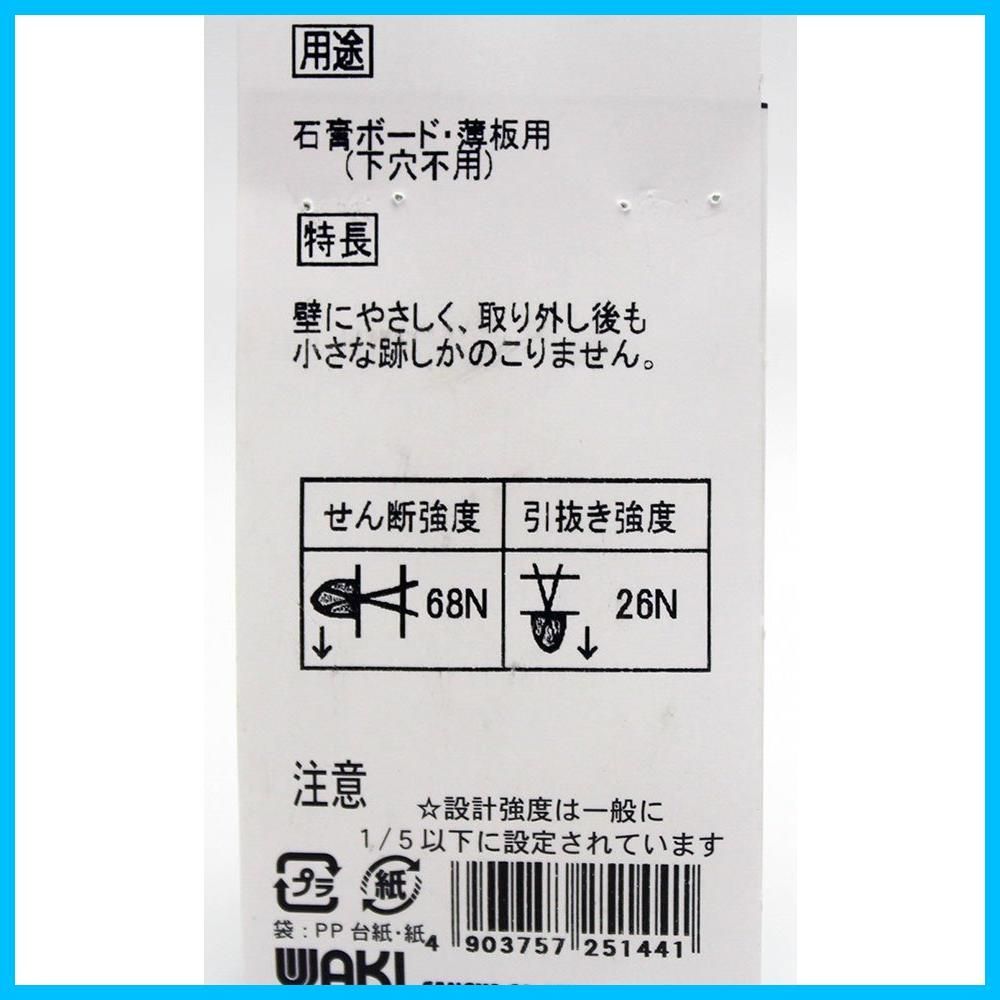 用途
石膏ボード・薄板用
(下穴不用)
特長
壁にやさしく、取り外し後も
小さな跡しかのこりません。
せん断強度 引抜き強度
68N 26N
注意
☆設計強度は一般に
1/5以下に設定されています
プラ 紙
袋:PP 台紙・紙
4 903757 251441
WAKI